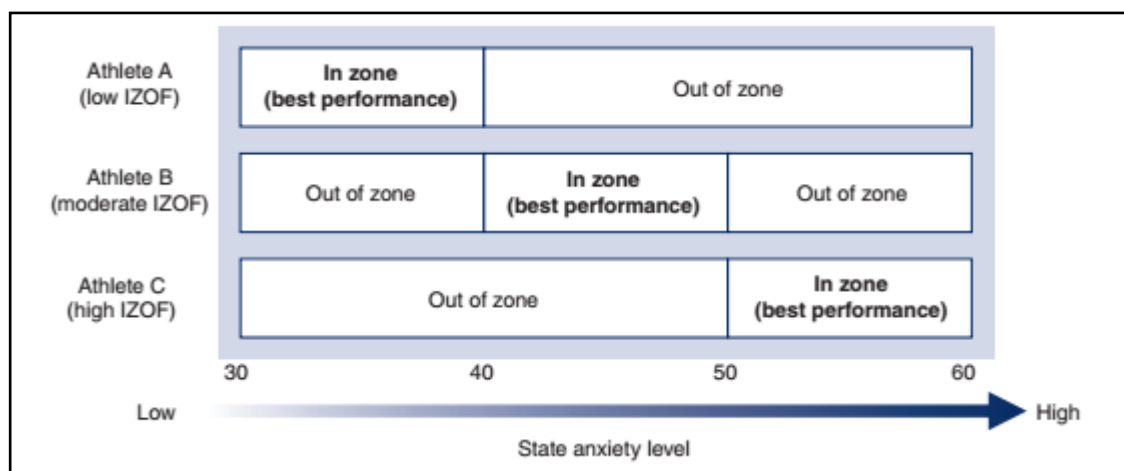 Athlete A
(low IZOF)
In zone
(best performance)
Out of zone
Athlete B
(moderate IZOF)
Out of zone
In zone
(best performance)
Out of zone
Athlete C
(high IZOF)
Out of zone
In zone
(best performance)
30 40 50 60
Low High
State anxiety level